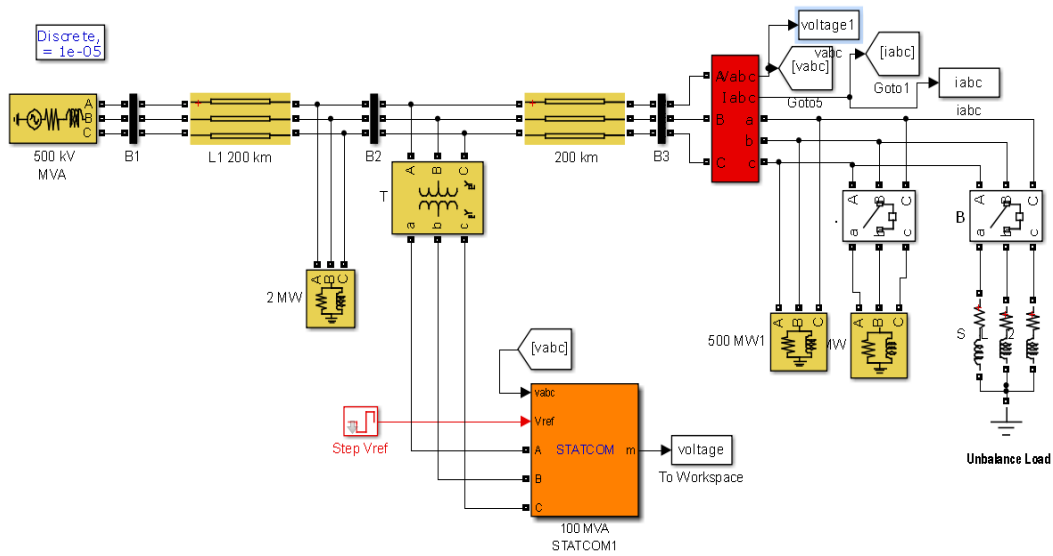 Discrete,
= 1e-05
voltage1
vabc
[vabc]
Goto5
[iabc]
Goto1
iabc
iabc
A
B
C
500 kV
MVA
B1
L1 200 km
B2
200 km
B3
A
B
C
Vabc
Iabc
a
b
c
T
A
B
C
a
b
c
2 MW
A
B
C
A
B
C
a
b
c
B
A
B
C
a
b
c
500 MW1
A
B
C
MW
A
B
C
S
L
2
Unbalance Load
[vabc]
Step Vref
vabc
Vref
A
B
C
STATCOM
m
100 MVA
STATCOM1
voltage
To Workspace